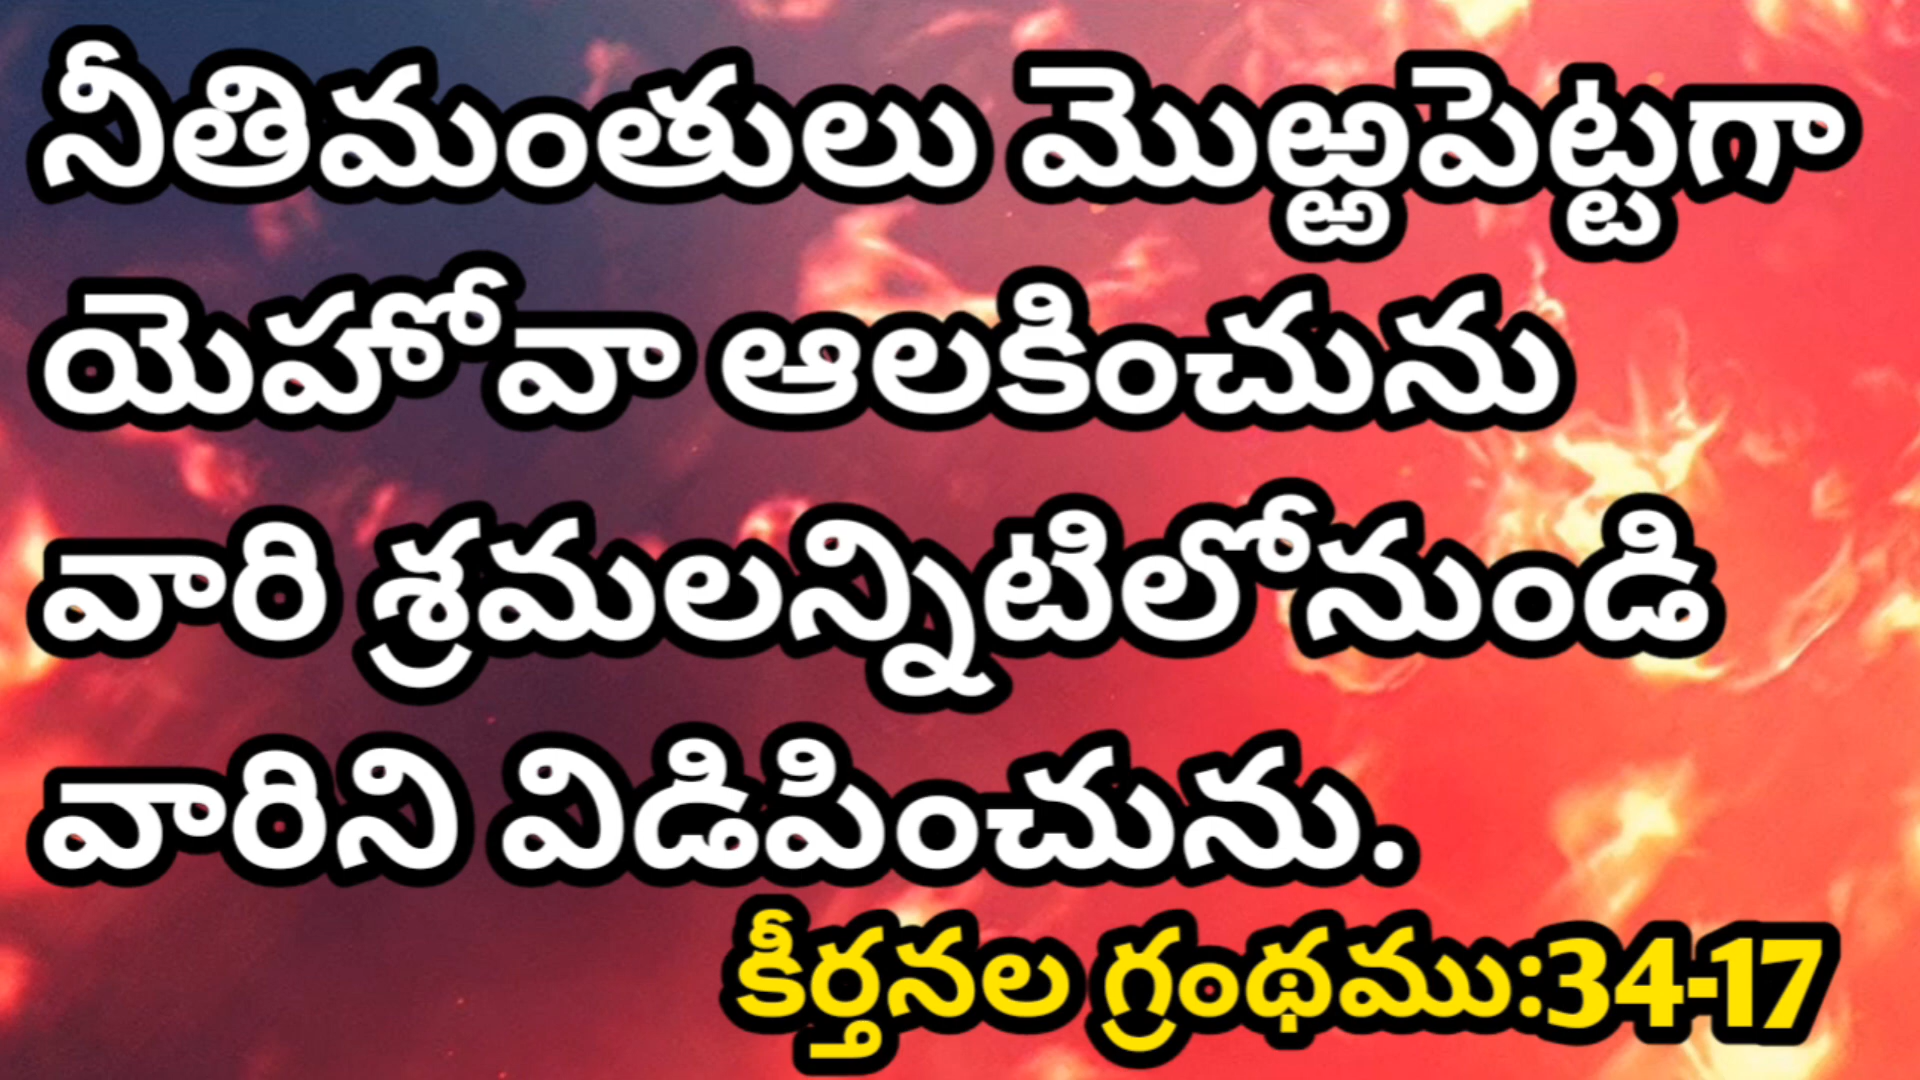 నీతిమంతులు మొఱ్ఱపెట్టగా
యెహోవా ఆలకించును
వారి శ్రమలన్నిటిలోనుండి
వారిని విడిపించును.
కీర్తనల గ్రంథము:34-17